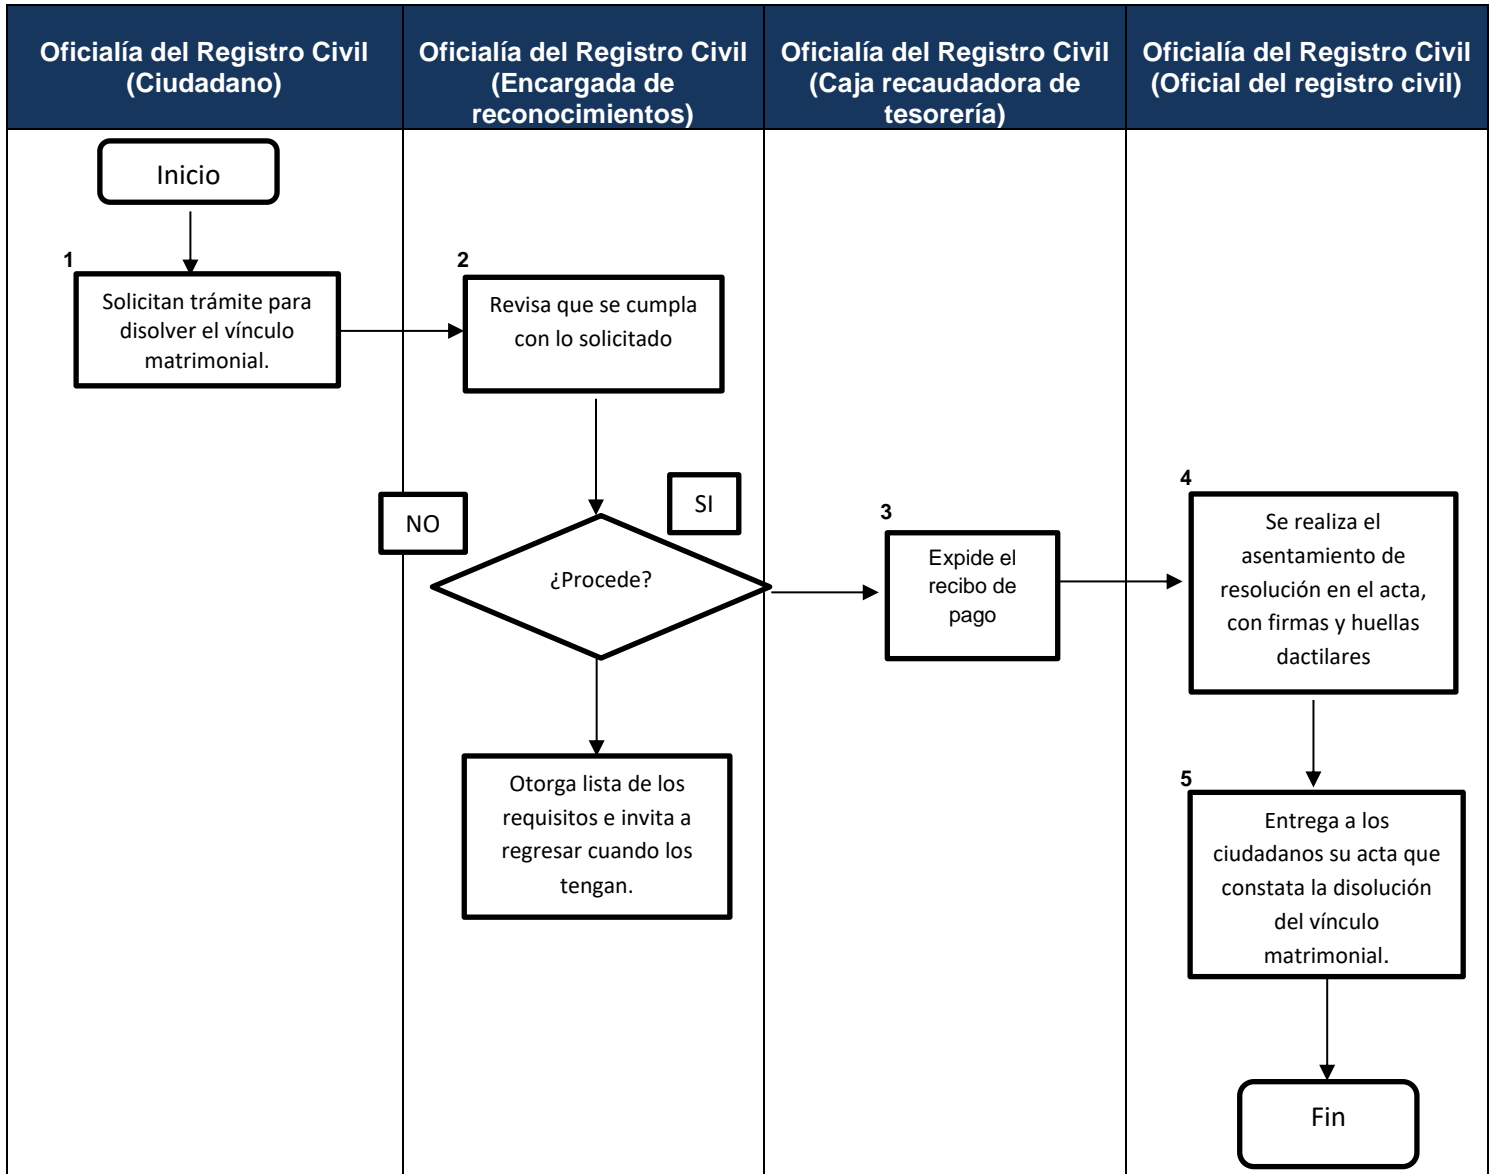 Oficialía del Registro Civil
(Ciudadano)
Oficialía del Registro Civil
(Encargada de
reconocimientos)
Oficialía del Registro Civil
(Caja recaudadora de
tesorería)
Oficialía del Registro Civil
(Oficial del registro civil)
Inicio
1
Solicitan trámite para
disolver el vínculo
matrimonial.
2
Revisa que se cumpla
con lo solicitado
NO
SI
¿Procede?
Otorga lista de los
requisitos e invita a
regresar cuando los
tengan.
3
Expide el
recibo de
pago
4
Se realiza el
asentamiento de
resolución en el acta,
con firmas y huellas
dactilares
5
Entrega a los
ciudadanos su acta que
constata la disolución
del vínculo
matrimonial.
Fin